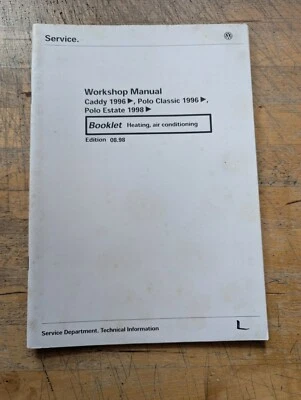 Service.
Workshop Manual
Caddy 1996 ▶, Polo Classic 1996 ▶,
Polo Estate 1998 ▶
Booklet Heating, air conditioning
Edition 08.98
Service Department. Technical Information
L